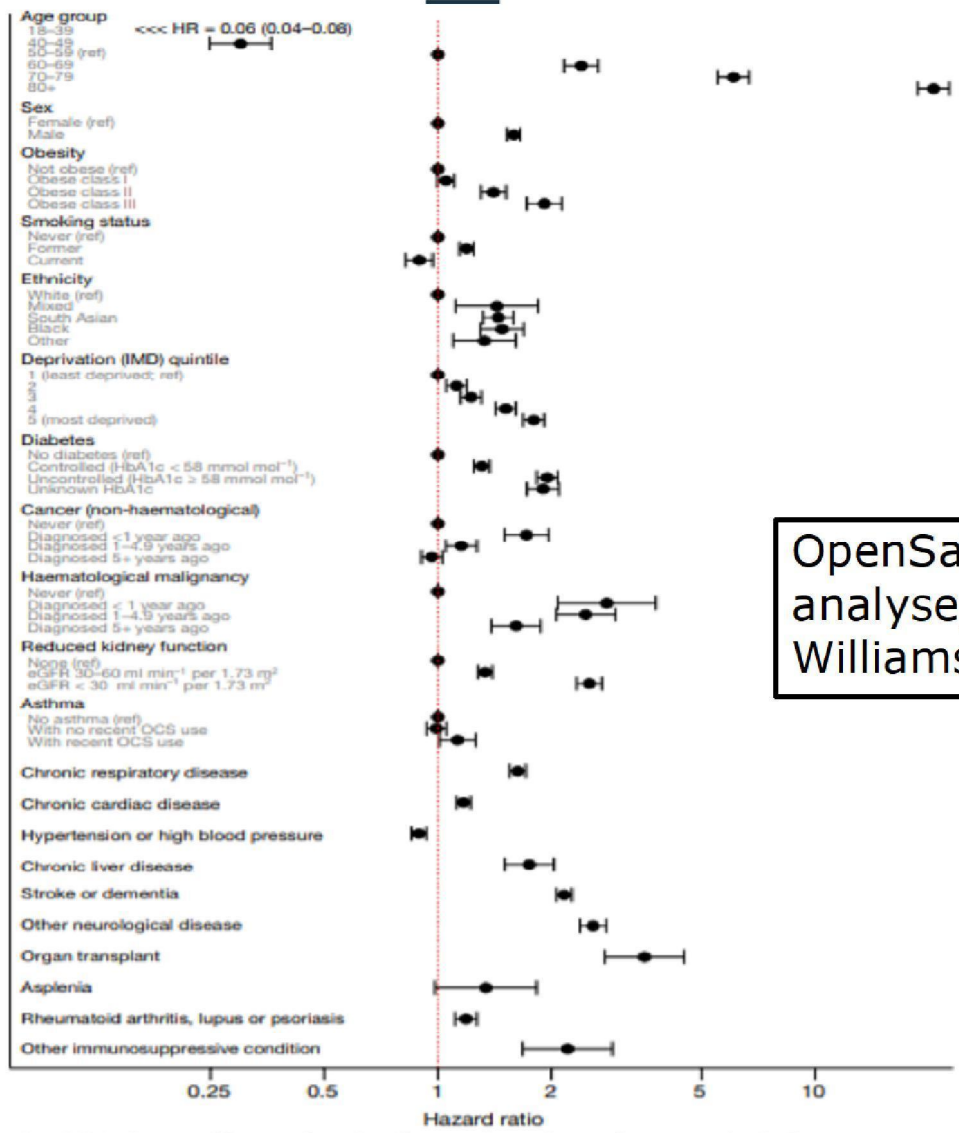 Age group
18–39 <<< HR = 0.06 (0.04–0.08)
40–49
50–59 (ref)
60–69
70–79
80+
Sex
Female (ref)
Male
Obesity
Not obese (ref)
Obese class I
Obese class II
Obese class III
Smoking status
Never (ref)
Former
Current
Ethnicity
White (ref)
Mixed
South Asian
Black
Other
Deprivation (IMD) quintile
1 (least deprived; ref)
2
3
4
5 (most deprived)
Diabetes
No diabetes (ref)
Controlled (HbA1c < 58 mmol mol⁻¹)
Uncontrolled (HbA1c ≥ 58 mmol mol⁻¹)
Unknown HbA1c
Cancer (non-haematological)
Never (ref)
Diagnosed <1 year ago
Diagnosed 1–4.9 years ago
Diagnosed 5+ years ago
Haematological malignancy
Never (ref)
Diagnosed < 1 year ago
Diagnosed 1–4.9 years ago
Diagnosed 5+ years ago
Reduced kidney function
None (ref)
eGFR 30–60 ml min⁻¹ per 1.73 m²
eGFR < 30 ml min⁻¹ per 1.73 m²
Asthma
No asthma (ref)
With no recent OCS use
With recent OCS use
Chronic respiratory disease
Chronic cardiac disease
Hypertension or high blood pressure
Chronic liver disease
Stroke or dementia
Other neurological disease
Organ transplant
Asplenia
Rheumatoid arthritis, lupus or psoriasis
Other immunosuppressive condition
0.25 0.5 1 2 5 10
Hazard ratio
OpenSa
analyse
Williams